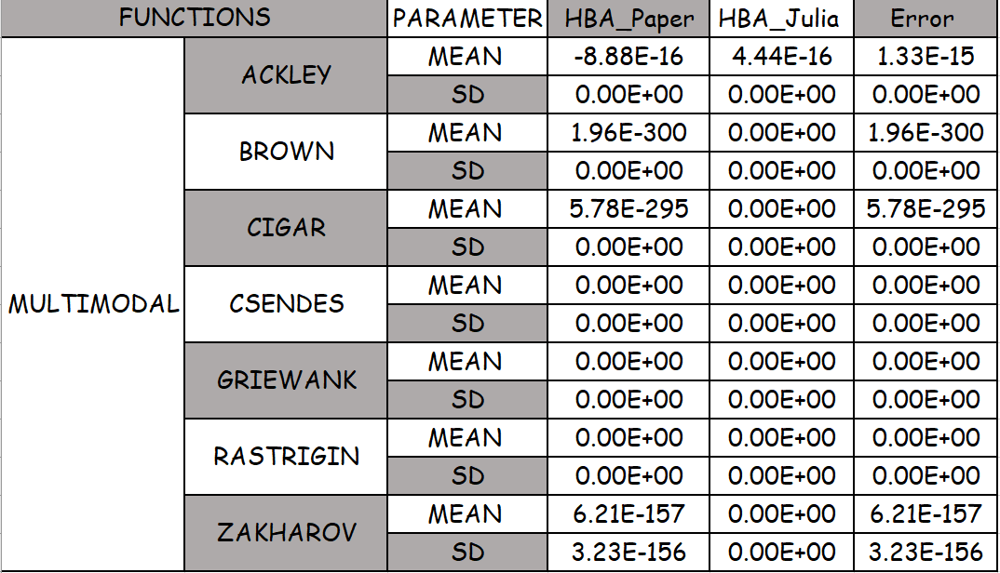 FUNCTIONS PARAMETER HBA_Paper HBA_Julia Error
MULTIMODAL
ACKLEY
MEAN -8.88E-16 4.44E-16 1.33E-15
SD 0.00E+00 0.00E+00 0.00E+00
BROWN
MEAN 1.96E-300 0.00E+00 1.96E-300
SD 0.00E+00 0.00E+00 0.00E+00
CIGAR
MEAN 5.78E-295 0.00E+00 5.78E-295
SD 0.00E+00 0.00E+00 0.00E+00
CSENDES
MEAN 0.00E+00 0.00E+00 0.00E+00
SD 0.00E+00 0.00E+00 0.00E+00
GRIEWANK
MEAN 0.00E+00 0.00E+00 0.00E+00
SD 0.00E+00 0.00E+00 0.00E+00
RASTRIGIN
MEAN 0.00E+00 0.00E+00 0.00E+00
SD 0.00E+00 0.00E+00 0.00E+00
ZAKHAROV
MEAN 6.21E-157 0.00E+00 6.21E-157
SD 3.23E-156 0.00E+00 3.23E-156